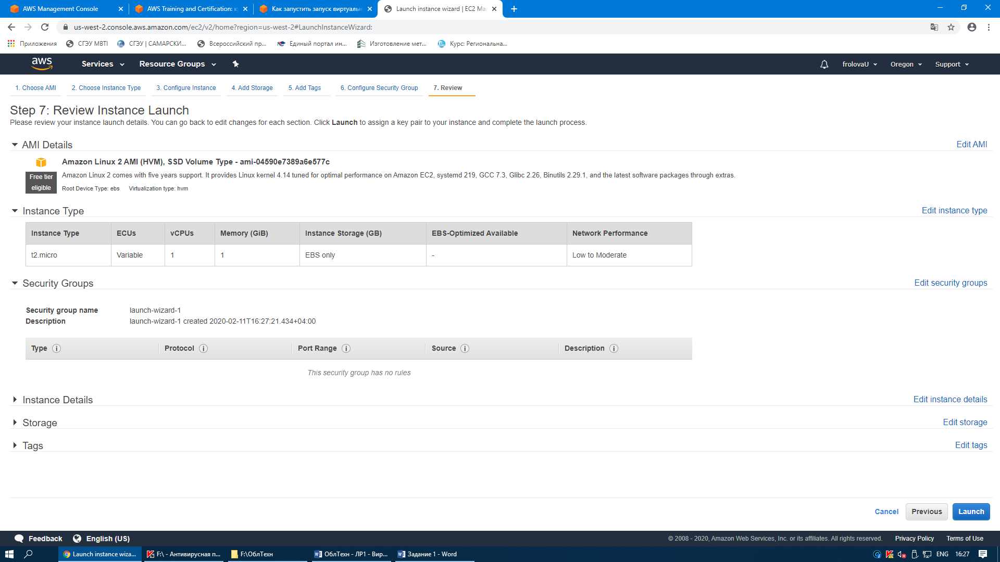 AWS Management Console
AWS Training and Certification: к
Как запустить запуск виртуальн
Launch instance wizard | EC2 Ma
us-west-2.console.aws.amazon.com/ec2/v2/home?region=us-west-2#LaunchInstanceWizard:
Приложения
СГЭУ МВТІ
СГЭУ | САМАРСКИ...
Всероссийский пр...
Единый портал ин...
Изготовление мет...
Курс: Региональна...
aws
Services
Resource Groups
frolovaU
Oregon
Support
1. Choose AMI
2. Choose Instance Type
3. Configure Instance
4. Add Storage
5. Add Tags
6. Configure Security Group
7. Review
Step 7: Review Instance Launch
Please review your instance launch details. You can go back to edit changes for each section. Click Launch to assign a key pair to your instance and complete the launch process.
AMI Details
Edit AMI
Amazon Linux 2 AMI (HVM), SSD Volume Type - ami-04590e7389a6e577c
Free tier
eligible
Amazon Linux 2 comes with five years support. It provides Linux kernel 4.14 tuned for optimal performance on Amazon EC2, systemd 219, GCC 7.3, Glibc 2.26, Binutils 2.29.1, and the latest software packages through extras.
Root Device Type: ebs Virtualization type: hvm
Instance Type
Edit instance type
Instance Type ECUs vCPUs Memory (GiB) Instance Storage (GB) EBS-Optimized Available Network Performance
t2.micro Variable 1 1 EBS only - Low to Moderate
Security Groups
Edit security groups
Security group name launch-wizard-1
Description launch-wizard-1 created 2020-02-11T16:27:21.434+04:00
Type Protocol Port Range Source Description
This security group has no rules
Instance Details
Edit instance details
Storage
Edit storage
Tags
Edit tags
Cancel
Previous
Launch
Feedback
English (US)
© 2008 - 2020, Amazon Web Services, Inc. or its affiliates. All rights reserved.
Privacy Policy
Terms of Use
Launch instance wiza...
F:\ - Антивирусная п...
F:\ОблТехн
ОблТехн - ЛР1 - Вир...
Задание 1 - Word
ENG
16:27